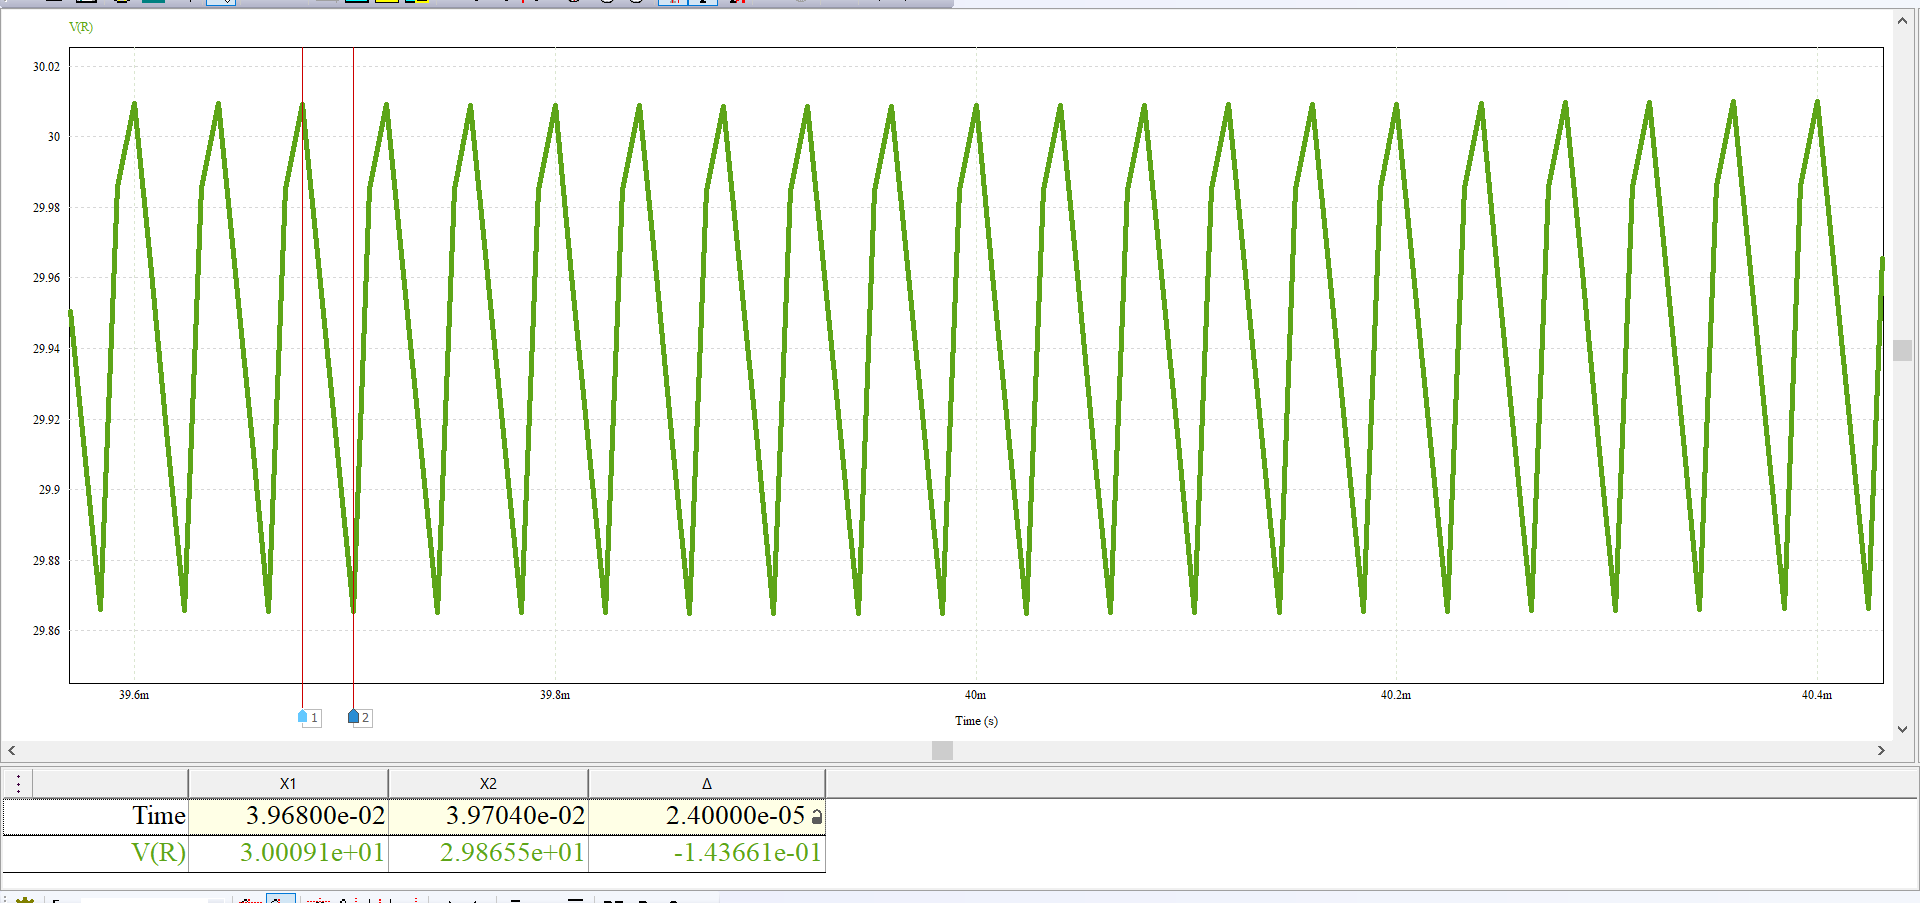 V(R)
30.02
30
29.98
29.96
29.94
29.92
29.9
29.88
29.86
39.6m 39.8m 40m 40.2m 40.4m
1 2
Time (s)
X1 X2 Δ
Time 3.96800e-02 3.97040e-02 2.40000e-05
V(R) 3.00091e+01 2.98655e+01 -1.43661e-01